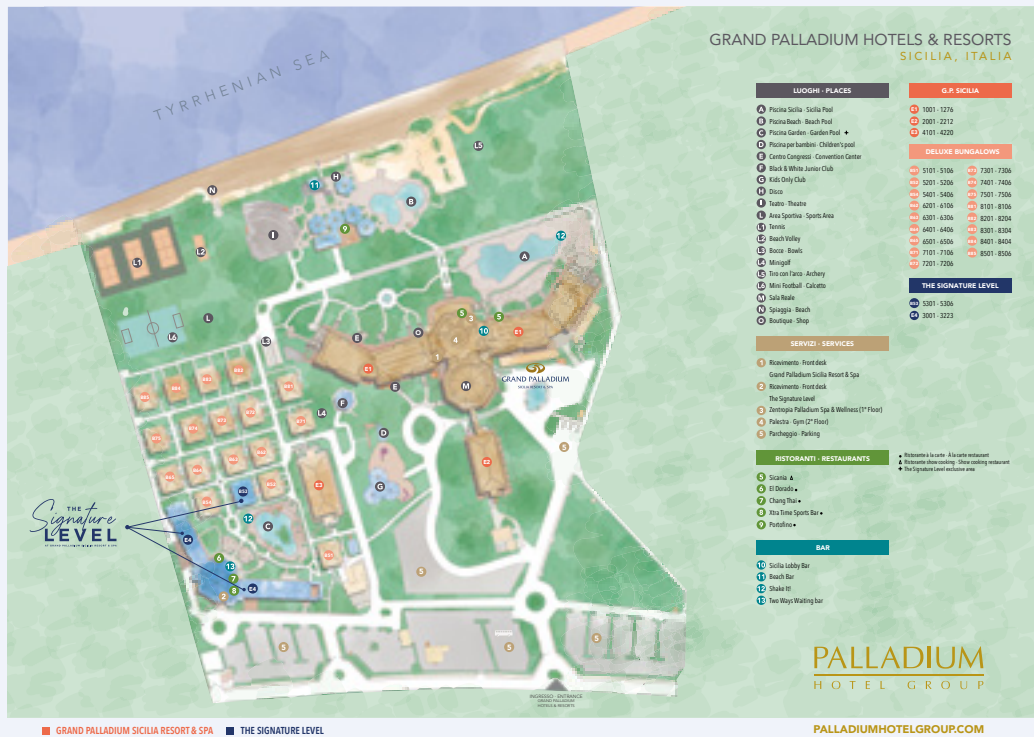 GRAND PALLADIUM HOTELS & RESORTS
SICILIA, ITALIA
TYRRHENIAN SEA
LUOGHI · PLACES
A Piscina Sicilia · Sicilia Pool
B Piscina Beach · Beach Pool
C Piscina Garden · Garden Pool ✦
D Piscina per bambini · Children's pool
E Centro Congressi · Convention Center
F Black & White Junior Club
G Kids Only Club
H Disco
I Teatro · Theatre
L Area Sportiva · Sports Area
L1 Tennis
L2 Beach Volley
L3 Bocce · Bowls
L4 Minigolf
L5 Tiro con l'arco · Archery
L6 Mini Football · Calcetto
M Sala Reale
N Spiaggia · Beach
O Boutique · Shop
SERVIZI · SERVICES
1 Ricevimento · Front desk
Grand Palladium Sicilia Resort & Spa
2 Ricevimento · Front desk
The Signature Level
3 Zentropia Palladium Spa & Wellness (1° Floor)
4 Palestra · Gym (2° Floor)
5 Parcheggio · Parking
RISTORANTI · RESTAURANTS
5 Sicania
6 El Dorado •
7 Chang Thai •
8 Xtra Time Sports Bar •
9 Portofino •
• Ristorante à la carte · À la carte restaurant
Ristorante show cooking · Show cooking restaurant
✦ The Signature Level exclusive area
BAR
10 Sicilia Lobby Bar
11 Beach Bar
12 Shake It!
13 Two Ways Waiting bar
G.P. SICILIA
E1 1001 - 1276
E2 2001 - 2212
E3 4101 - 4220
DELUXE BUNGALOWS
5101 - 5106
5201 - 5206
5401 - 5406
6201 - 6106
6301 - 6306
6401 - 6406
6501 - 6506
7101 - 7106
7201 - 7206
7301 - 7306
7401 - 7406
7501 - 7506
8101 - 8106
8201 - 8204
8301 - 8304
8401 - 8404
8501 - 8506
THE SIGNATURE LEVEL
B52 5301 - 5306
E4 3001 - 3223
GRAND PALLADIUM
SICILIA RESORT & SPA
THE
Signature
LEVEL
INGRESSO · ENTRANCE
GRAND PALLADIUM
HOTELS & RESORTS
PALLADIUM
HOTEL GROUP
GRAND PALLADIUM SICILIA RESORT & SPA
THE SIGNATURE LEVEL
PALLADIUMHOTELGROUP.COM